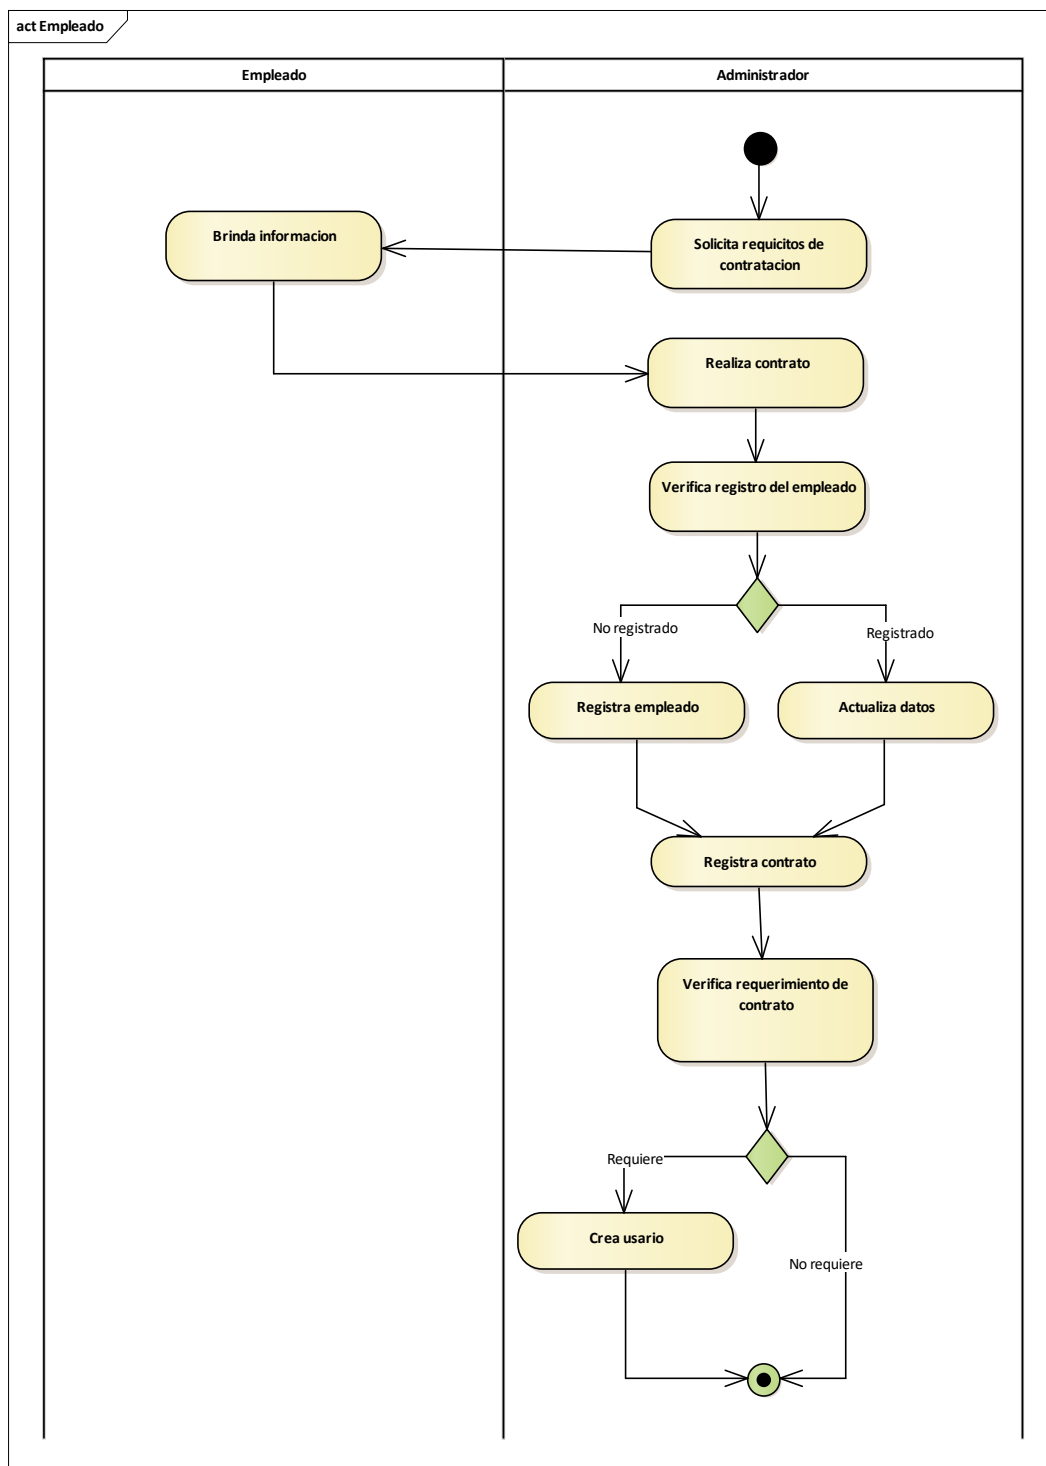 act Empleado
Empleado
Administrador
Brinda informacion
Solicita requicitos de
contratacion
Realiza contrato
Verifica registro del empleado
No registrado
Registrado
Registra empleado
Actualiza datos
Registra contrato
Verifica requerimiento de
contrato
Requiere
Crea usario
No requiere